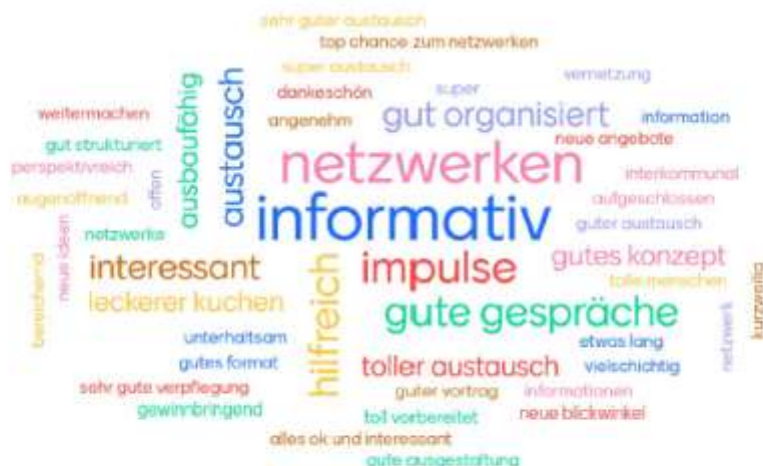 sehr guter austausch
top chance zum netzwerken
super austausch
vernetzung
dankeschön
super
weitermachen
ausbaufähig
austausch
angenehm
gut organisiert
information
gut strukturiert
neue angebote
perspektivreich
offen
netzwerken
interkommunal
augenöffnend
aufgeschlossen
informativ
guter austausch
netzwerke
neue ideen
bereichernd
interessant
impulse
gutes konzept
tolle menschen
leckerer kuchen
hilfreich
gute gespräche
netzwerk
kurzweilig
unterhaltsam
etwas lang
gutes format
toller austausch
vielschichtig
sehr gute verpflegung
guter vortrag
informationen
gewinnbringend
toll vorbereitet
neue blickwinkel
alles ok und interessant
gute ausgestaltung